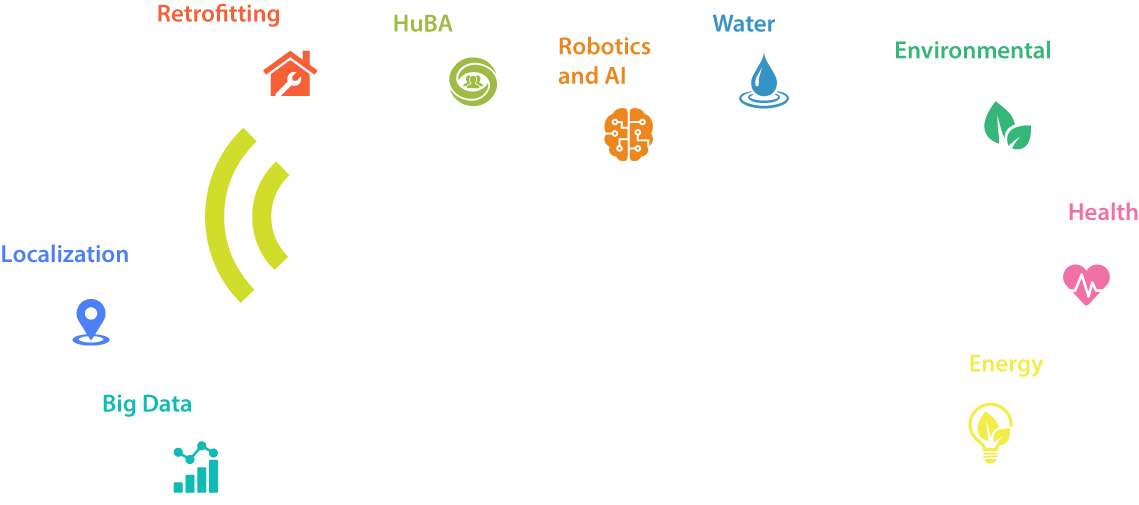 Retrofitting
HuBA
Robotics
and AI
Water
Environmental
Health
Localization
Energy
Big Data